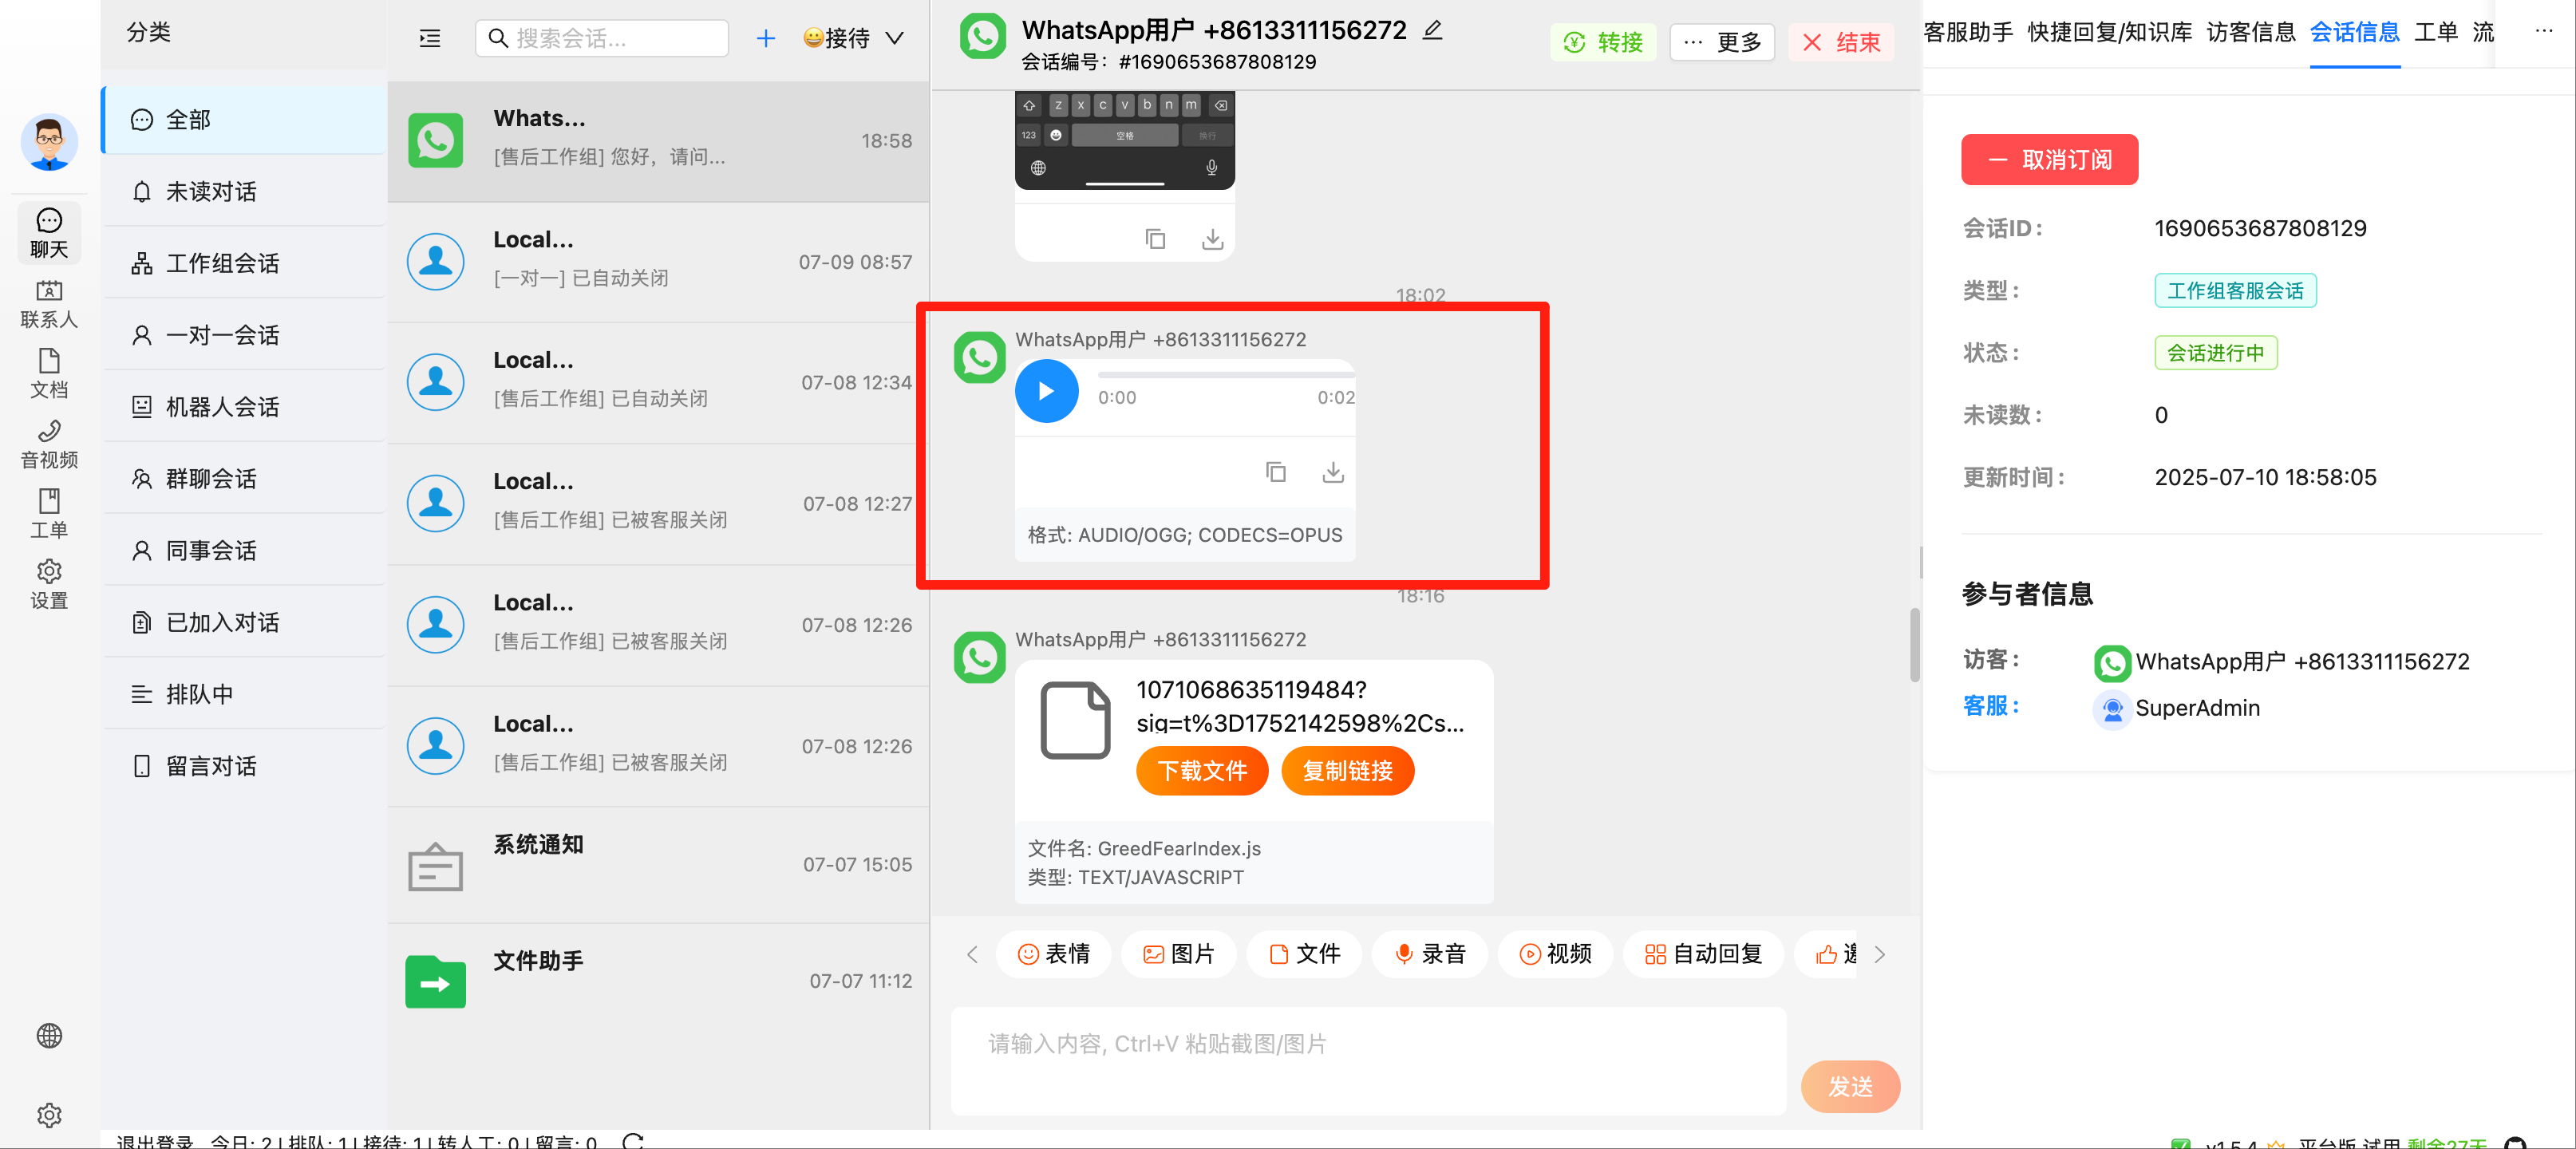 聊天
联系人
文档
音视频
工单
设置
分类
全部
未读对话
工作组会话
一对一会话
机器人会话
群聊会话
同事会话
已加入对话
排队中
留言对话
搜索会话...
接待
Whats...
18:58
[售后工作组] 您好，请问...
Local...
07-09 08:57
[一对一] 已自动关闭
Local...
07-08 12:34
[售后工作组] 已自动关闭
Local...
07-08 12:27
[售后工作组] 已被客服关闭
Local...
07-08 12:26
[售后工作组] 已被客服关闭
Local...
07-08 12:26
[售后工作组] 已被客服关闭
系统通知
07-07 15:05
文件助手
07-07 11:12
WhatsApp用户 +8613311156272
会话编号：#1690653687808129
转接
更多
结束
z x c v b n m
123 空格 换行
18:02
WhatsApp用户 +8613311156272
0:00 0:02
格式: AUDIO/OGG; CODECS=OPUS
18:16
WhatsApp用户 +8613311156272
1071068635119484?
sig=t%3D1752142598%2Cs...
下载文件 复制链接
文件名: GreedFearIndex.js
类型: TEXT/JAVASCRIPT
表情 图片 文件 录音 视频 自动回复
请输入内容, Ctrl+V 粘贴截图/图片
发送
客服助手 快捷回复/知识库 访客信息 会话信息 工单 流
取消订阅
会话ID： 1690653687808129
类型： 工作组客服会话
状态： 会话进行中
未读数： 0
更新时间： 2025-07-10 18:58:05
参与者信息
访客： WhatsApp用户 +8613311156272
客服： SuperAdmin
退出登录 今日: 2 | 排队: 1 | 接待: 1 | 转人工: 0 | 留言: 0
v1.5.4 平台版 试用 剩余27天